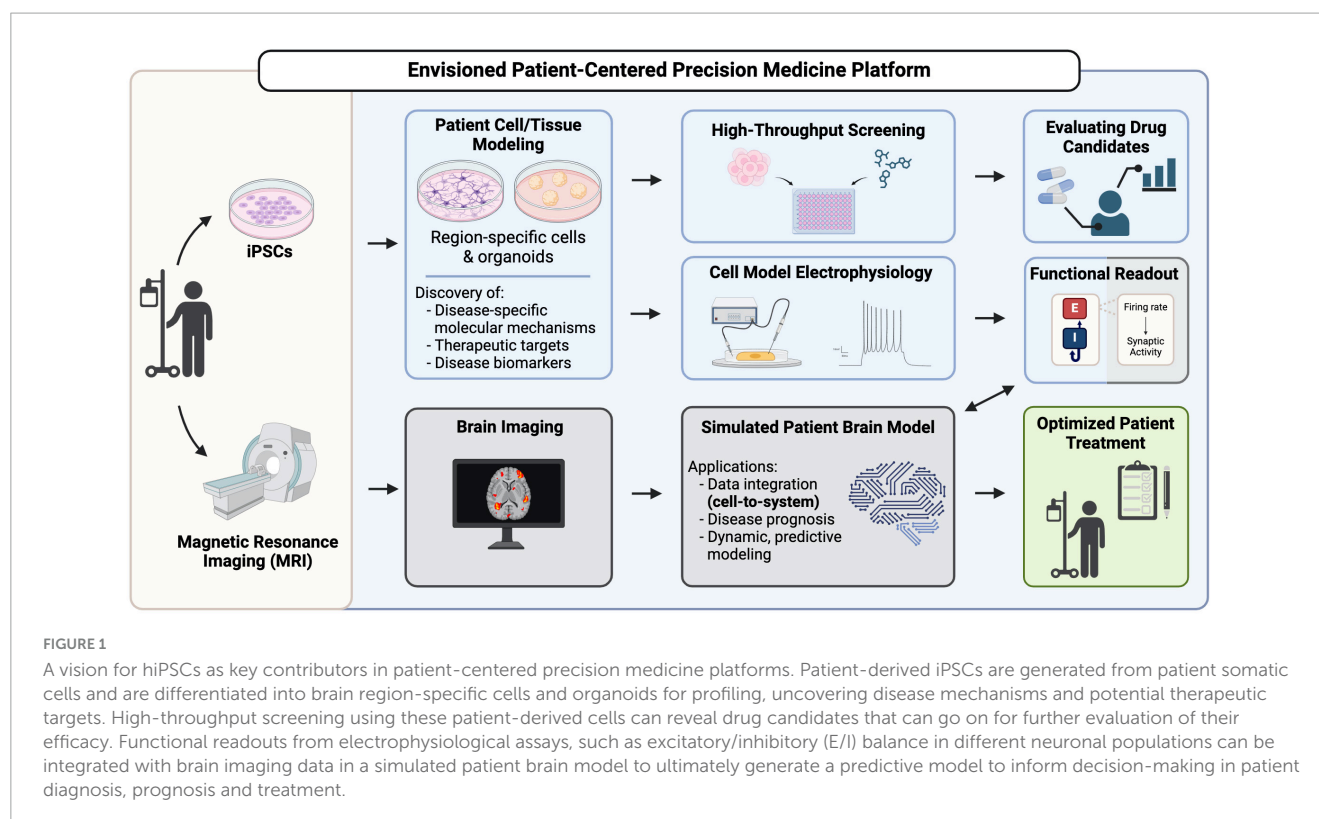 Envisioned Patient-Centered Precision Medicine Platform
iPSCs
Magnetic Resonance
Imaging (MRI)
Patient Cell/Tissue
Modeling
Region-specific cells
& organoids
Discovery of:
- Disease-specific
molecular mechanisms
- Therapeutic targets
- Disease biomarkers
High-Throughput Screening
Evaluating Drug
Candidates
Cell Model Electrophysiology
Functional Readout
E
I
Firing rate
Synaptic
Activity
Brain Imaging
Simulated Patient Brain Model
Applications:
- Data integration
(cell-to-system)
- Disease prognosis
- Dynamic, predictive
modeling
Optimized Patient
Treatment
FIGURE 1
A vision for hiPSCs as key contributors in patient-centered precision medicine platforms. Patient-derived iPSCs are generated from patient somatic
cells and are differentiated into brain region-specific cells and organoids for profiling, uncovering disease mechanisms and potential therapeutic
targets. High-throughput screening using these patient-derived cells can reveal drug candidates that can go on for further evaluation of their
efficacy. Functional readouts from electrophysiological assays, such as excitatory/inhibitory (E/I) balance in different neuronal populations can be
integrated with brain imaging data in a simulated patient brain model to ultimately generate a predictive model to inform decision-making in patient
diagnosis, prognosis and treatment.